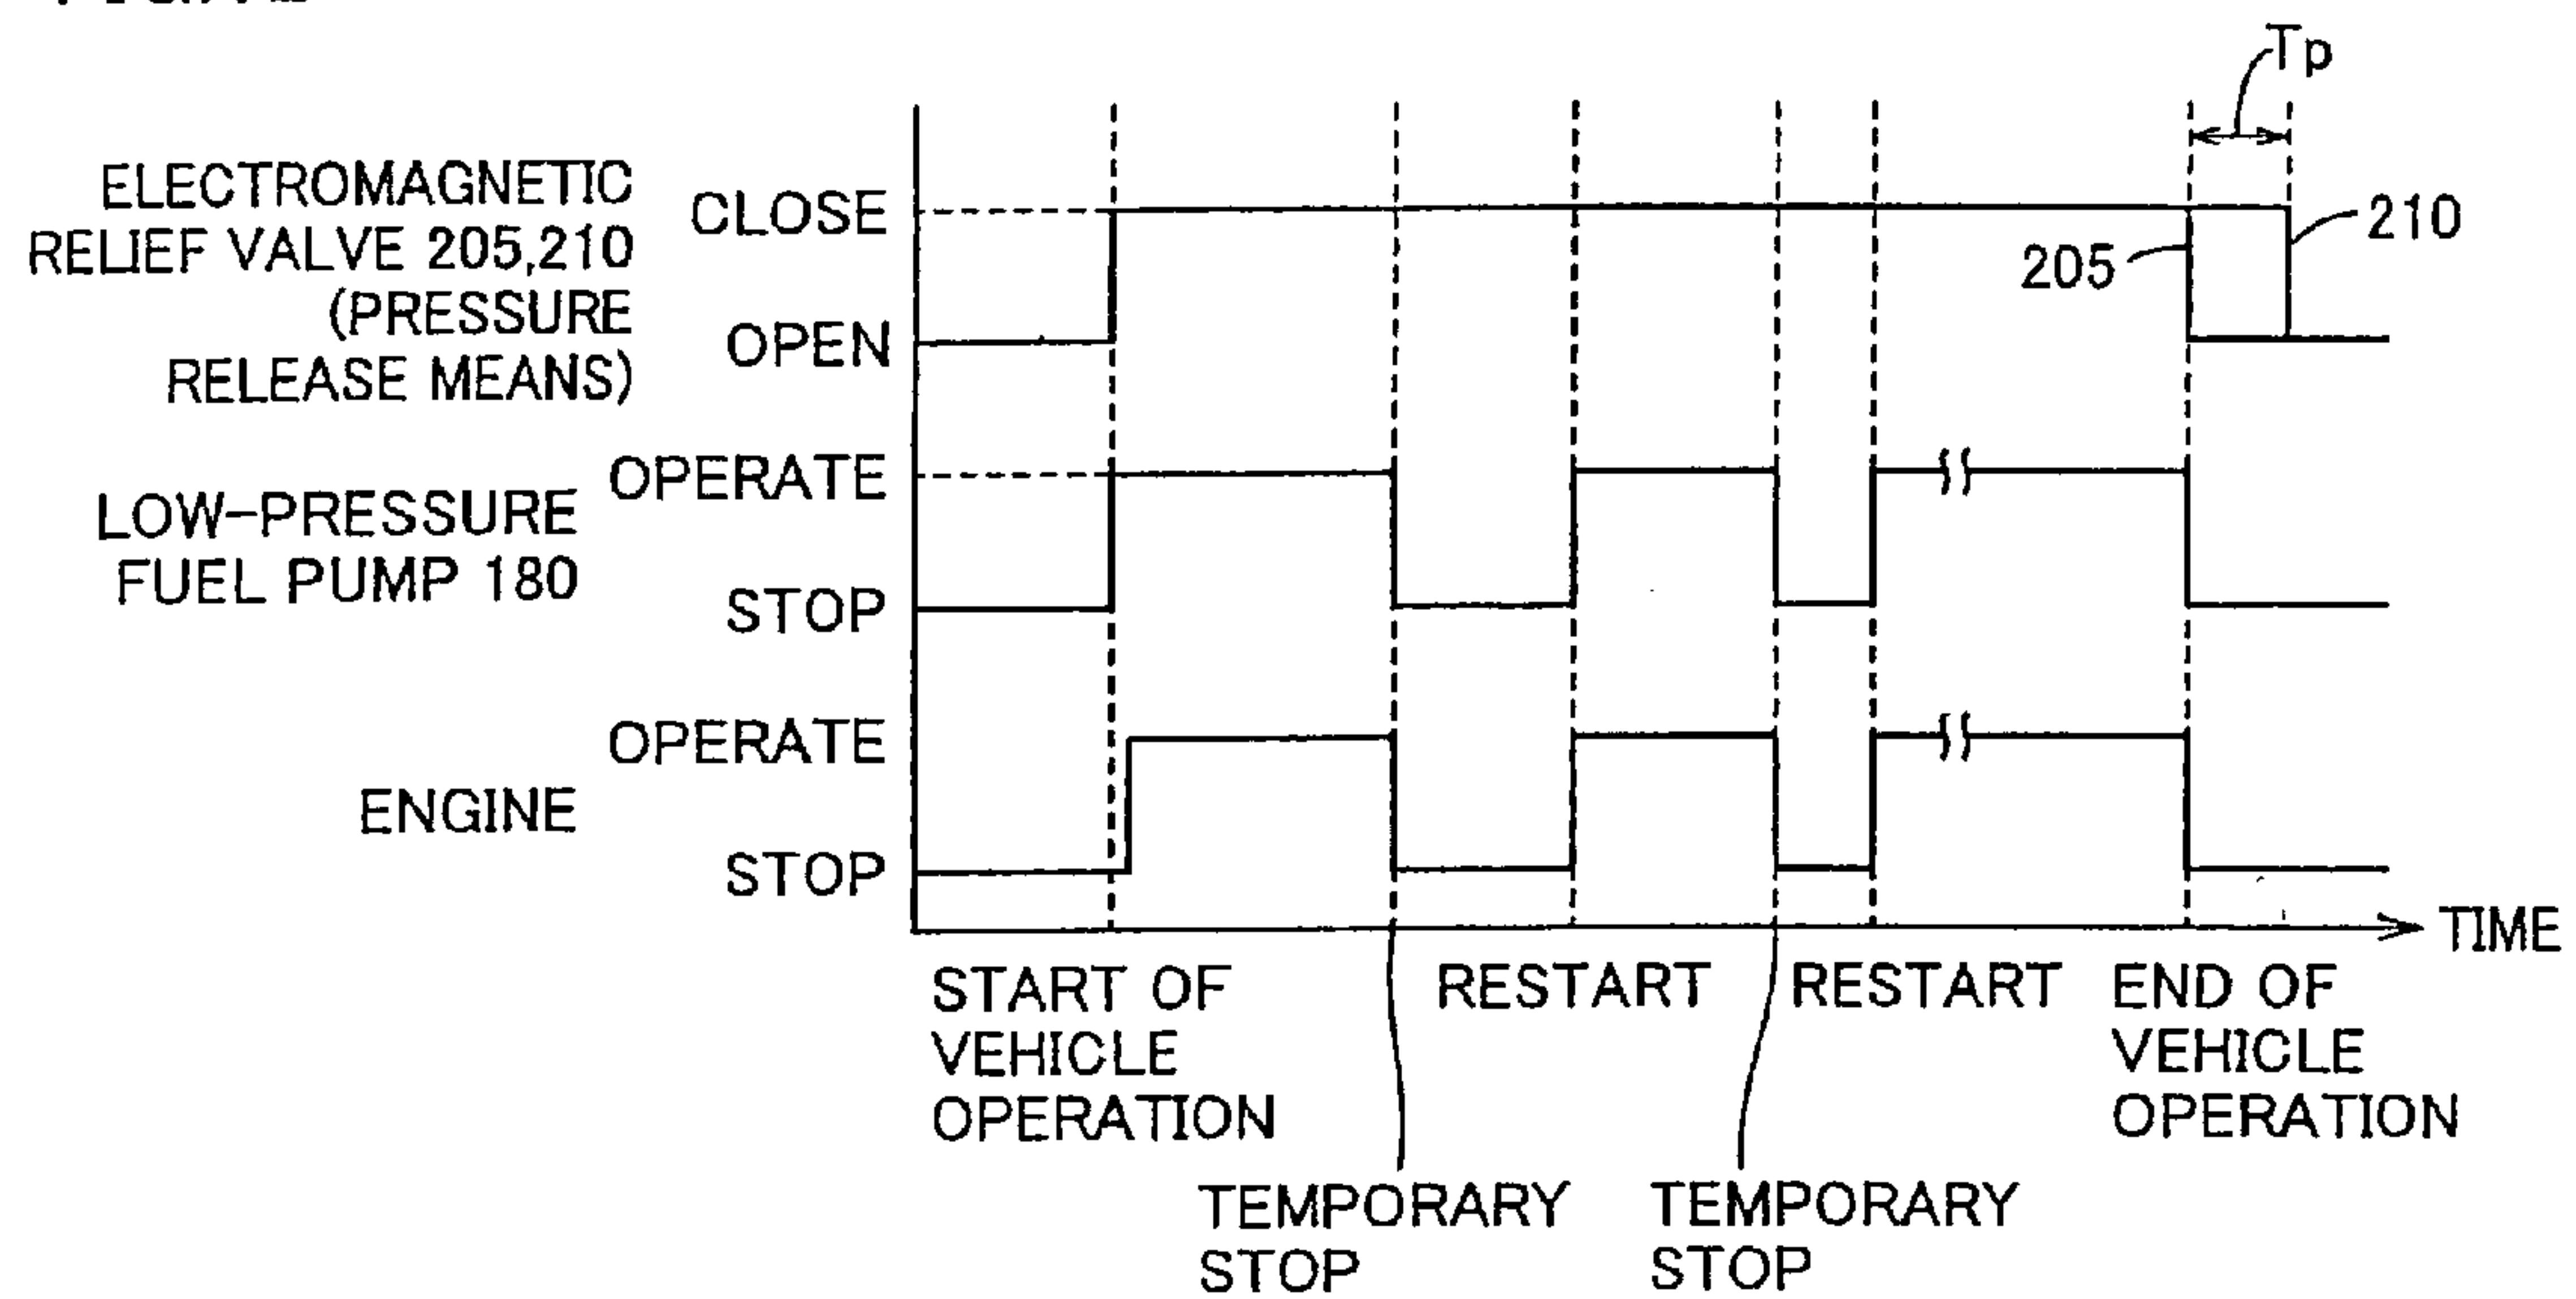 Tp
ELECTROMAGNETIC
RELIEF VALVE 205,210
(PRESSURE
RELEASE MEANS)
CLOSE
OPEN
205
210
LOW-PRESSURE
FUEL PUMP 180
OPERATE
STOP
ENGINE
OPERATE
STOP
TIME
START OF
VEHICLE
OPERATION
TEMPORARY
STOP
RESTART
TEMPORARY
STOP
RESTART
END OF
VEHICLE
OPERATION